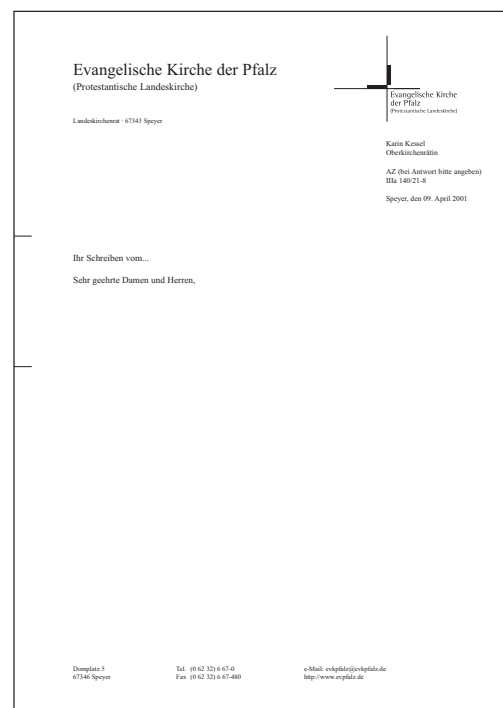 Evangelische Kirche der Pfalz
(Protestantische Landeskirche)
Evangelische Kirche
der Pfalz
(Protestantische Landeskirche)
Landeskirchenrat · 67343 Speyer
Karin Kessel
Oberkirchenrätin
AZ (bei Antwort bitte angeben)
IIIa 140/21-8
Speyer, den 09. April 2001
Ihr Schreiben vom...
Sehr geehrte Damen und Herren,
Domplatz 5
67346 Speyer
Tel. (0 62 32) 6 67-0
Fax (0 62 32) 6 67-480
e-Mail: evkpfalz@evkpfalz.de
http://www.evpfalz.de